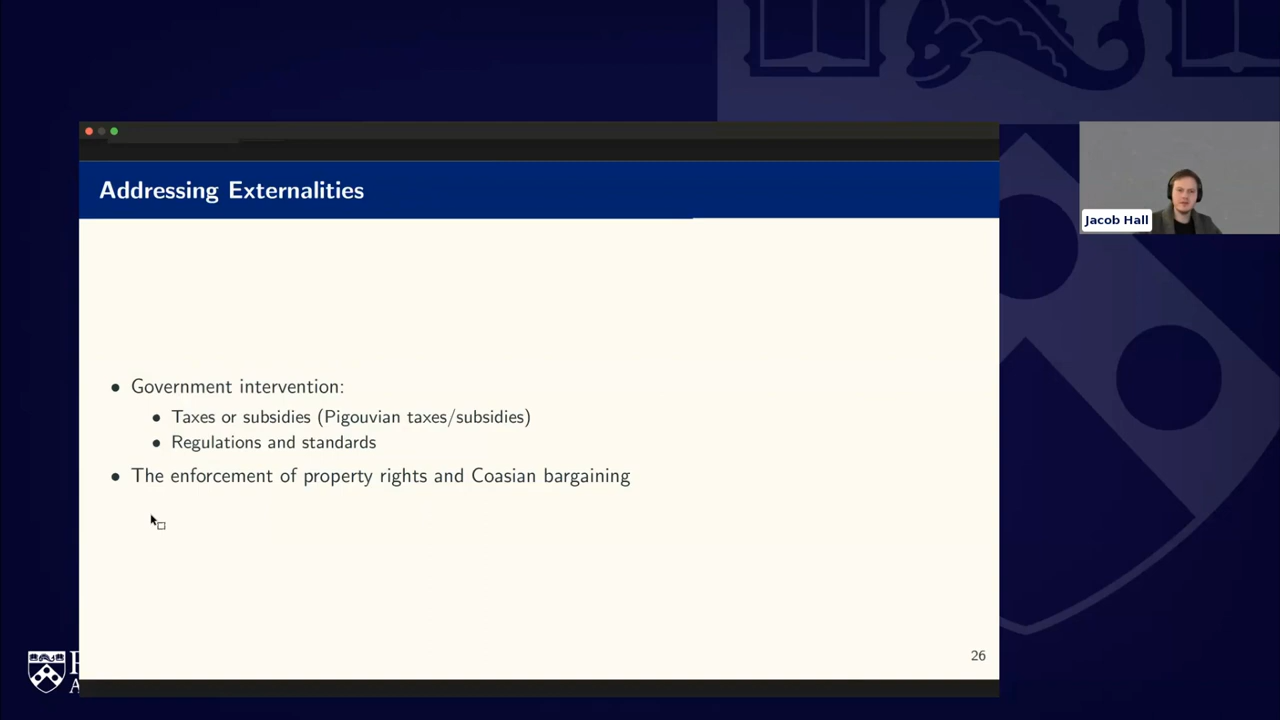 Addressing Externalities
Jacob Hall
• Government intervention:
• Taxes or subsidies (Pigouvian taxes/subsidies)
• Regulations and standards
• The enforcement of property rights and Coasian bargaining
26